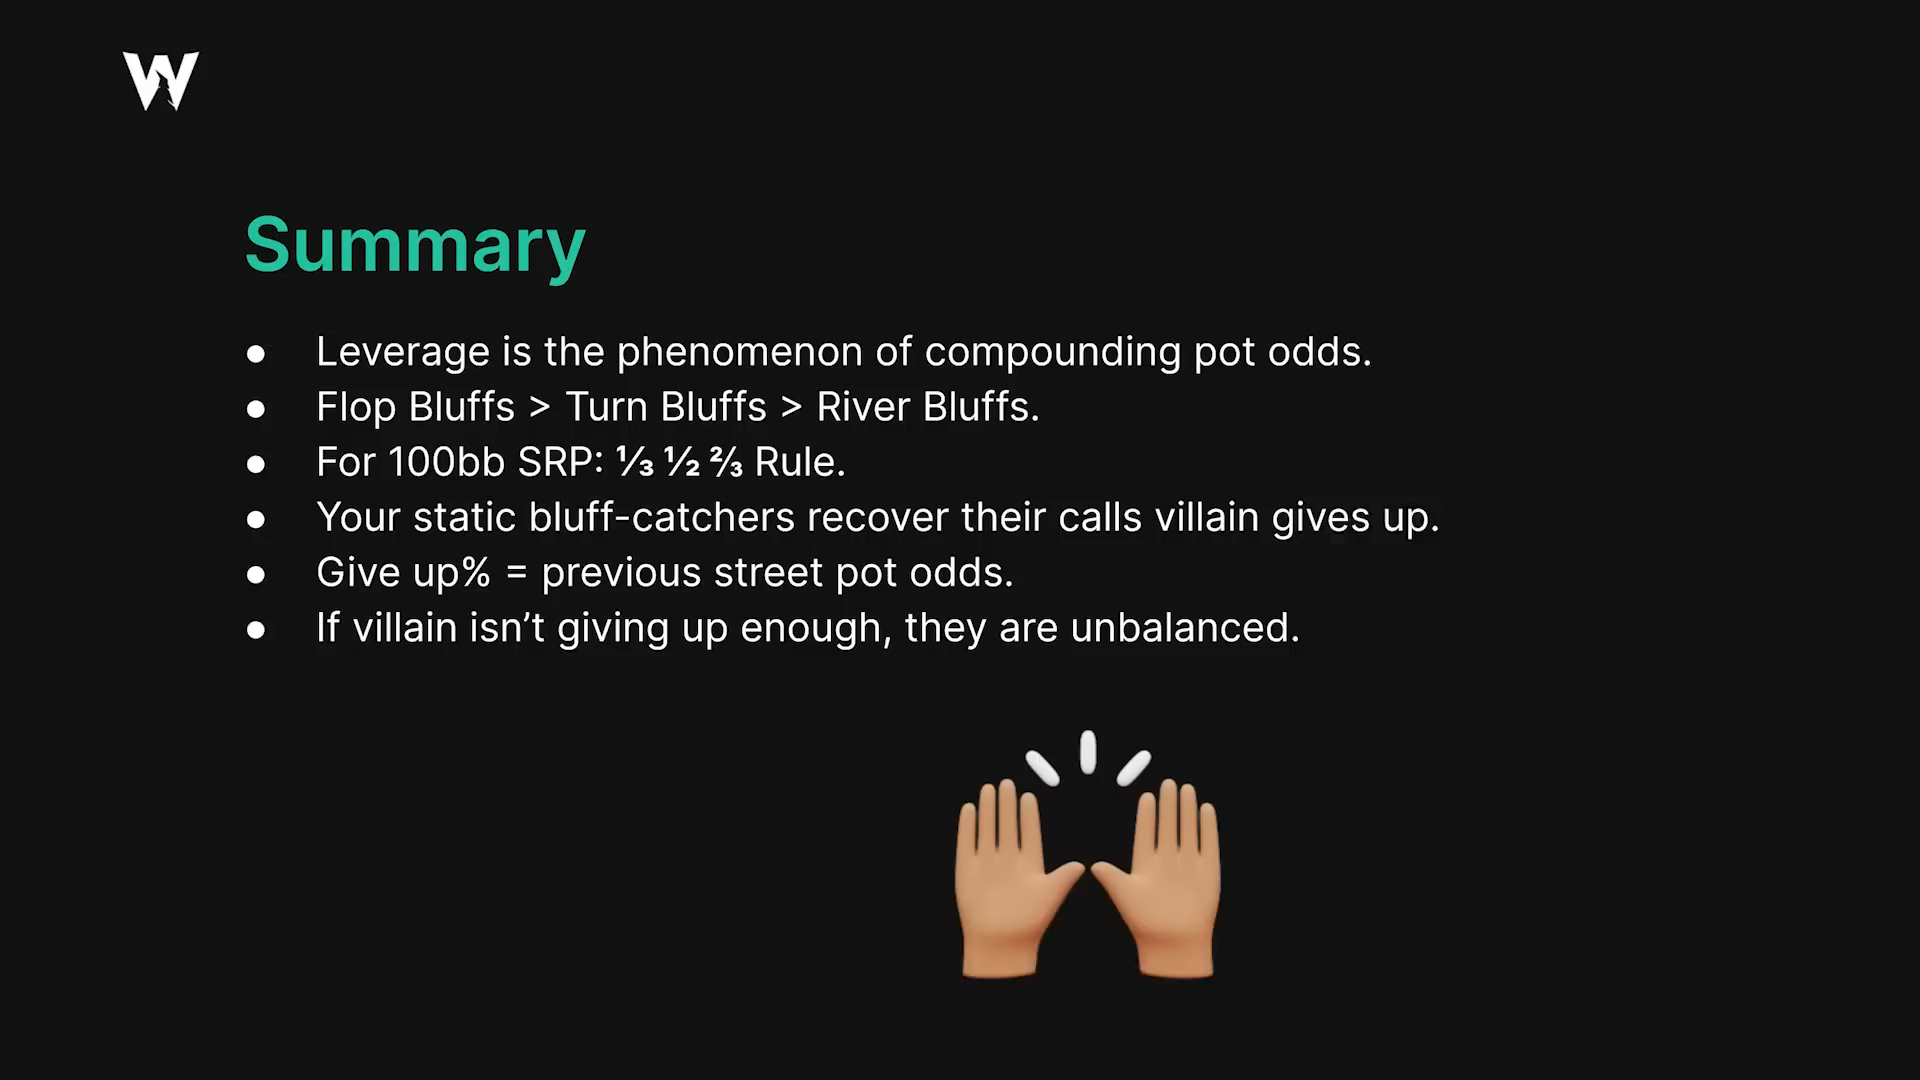 W
Summary
● Leverage is the phenomenon of compounding pot odds.
● Flop Bluffs > Turn Bluffs > River Bluffs.
● For 100bb SRP: ⅓ ½ ⅔ Rule.
● Your static bluff-catchers recover their calls villain gives up.
● Give up% = previous street pot odds.
● If villain isn’t giving up enough, they are unbalanced.